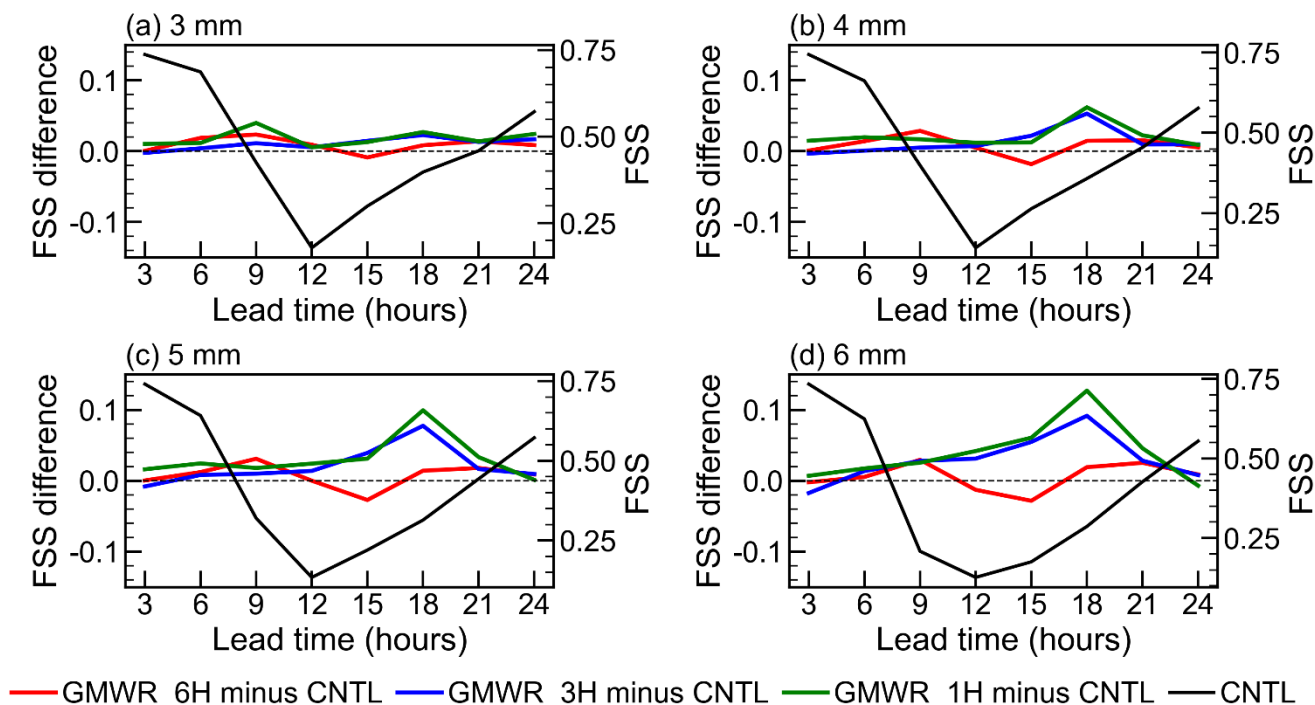 (a) 3 mm
FSS difference
0.1
0.0
-0.1
0.75
0.50
0.25
FSS
3 6 9 12 15 18 21 24
Lead time (hours)
(b) 4 mm
FSS difference
0.1
0.0
-0.1
0.75
0.50
0.25
FSS
3 6 9 12 15 18 21 24
Lead time (hours)
(c) 5 mm
FSS difference
0.1
0.0
-0.1
0.75
0.50
0.25
FSS
3 6 9 12 15 18 21 24
Lead time (hours)
(d) 6 mm
FSS difference
0.1
0.0
-0.1
0.75
0.50
0.25
FSS
3 6 9 12 15 18 21 24
Lead time (hours)
GMWR 6H minus CNTL GMWR 3H minus CNTL GMWR 1H minus CNTL CNTL